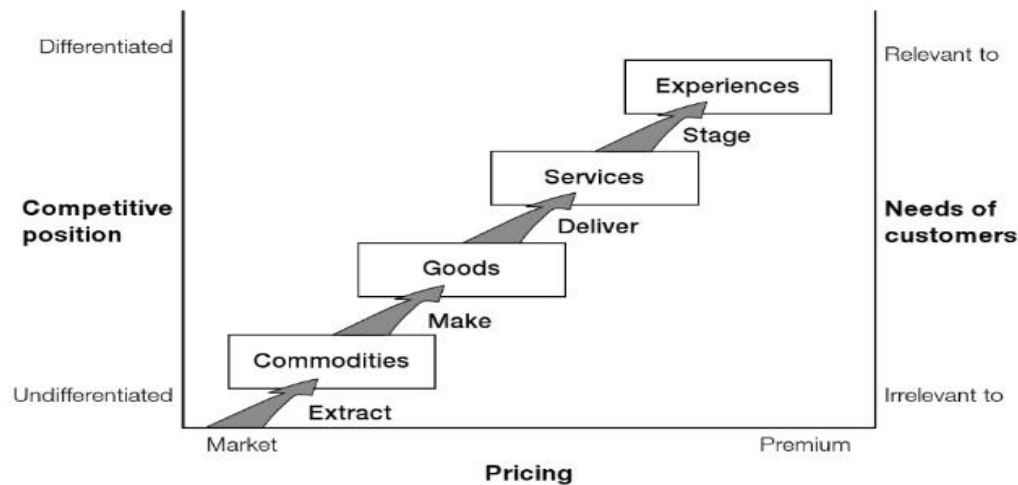 Differentiated
Relevant to
Experiences
Stage
Services
Competitive
position
Needs of
customers
Deliver
Goods
Make
Commodities
Undifferentiated
Irrelevant to
Extract
Market
Premium
Pricing